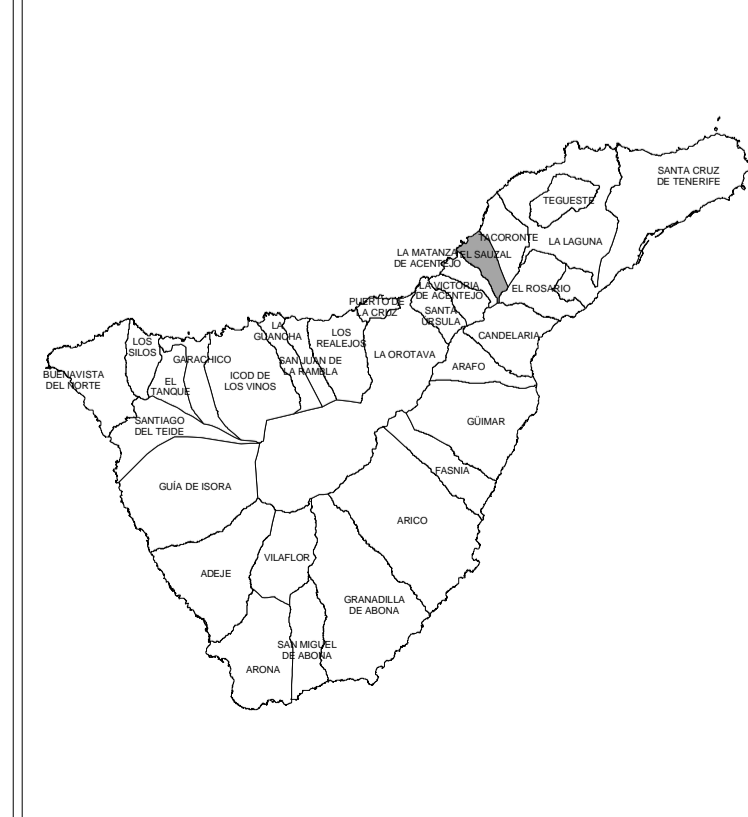 SANTA CRUZ
DE TENERIFE
TEGUESTE
TACORONTE
LA LAGUNA
LA MATANZA
DE ACENTEJO
EL SAUZAL
EL ROSARIO
LA VICTORIA
DE ACENTEJO
PUERTO DE
LA CRUZ
SANTA
URSULA
CANDELARIA
LA
GUANCHA
LOS
REALEJOS
LOS
SILOS
GARACHICO
SAN JUAN DE
LA RAMBLA
LA OROTAVA
ARAFO
BUENAVISTA
DEL NORTE
EL
TANQUE
ICOD DE
LOS VINOS
SANTIAGO
DEL TEIDE
GÜIMAR
FASNIA
GUÍA DE ISORA
ARICO
VILAFLOR
ADEJE
GRANADILLA
DE ABONA
SAN MIGUEL
DE ABONA
ARONA